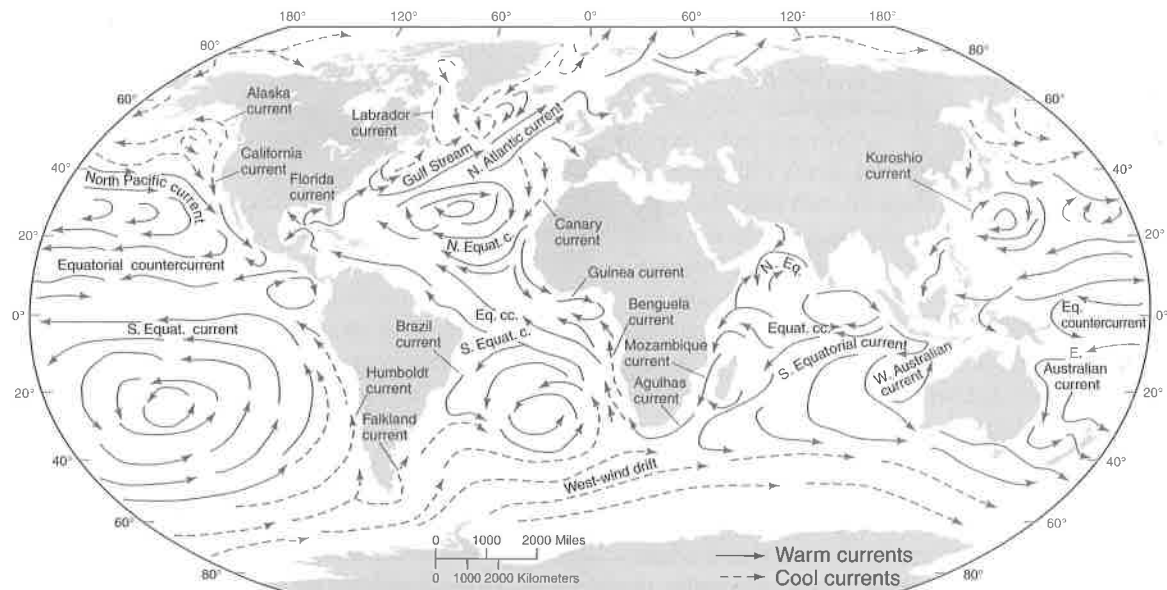 180°
120°
60°
0°
60°
120°
180°
80°
80°
60°
60°
Alaska
current
Labrador
current
N. Atlantic current
Gulf Stream
California
current
Kuroshio
current
40°
40°
North Pacific current
Florida
current
Canary
current
20°
20°
N. Equat. c.
Equatorial countercurrent
Guinea current
N. Eq.
0°
0°
S. Equat. current
Eq. cc.
Benguela
current
Equat. cc.
Eq.
countercurrent
Brazil
current
S. Equat. c.
Mozambique
current
S. Equatorial current
W. Australian
current
E.
Australian
current
Humboldt
current
Agulhas
current
20°
20°
Falkland
current
40°
40°
West-wind drift
60°
60°
0 1000 2000 Miles
0 1000 2000 Kilometers
Warm currents
Cool currents
80°
80°